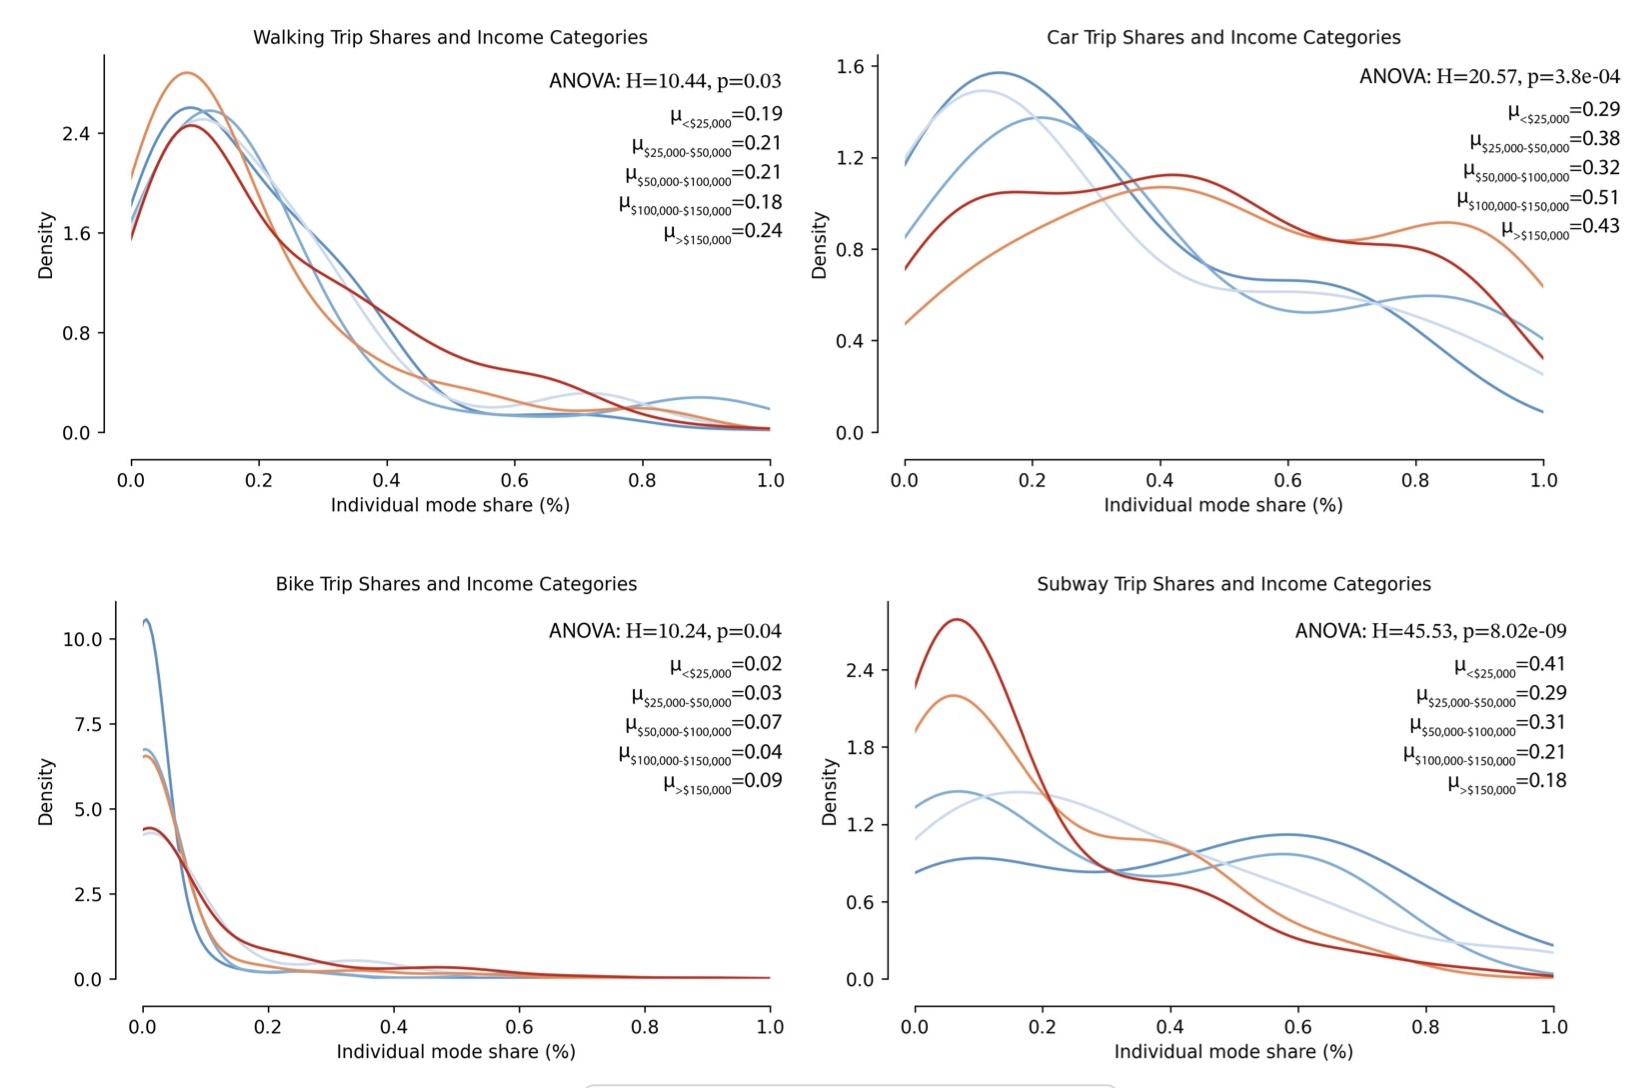 Walking Trip Shares and Income Categories
ANOVA: H=10.44, p=0.03
μ<$25,000=0.19
μ$25,000-$50,000=0.21
μ$50,000-$100,000=0.21
μ$100,000-$150,000=0.18
μ>$150,000=0.24
Density
2.4
1.6
0.8
0.0
0.0 0.2 0.4 0.6 0.8 1.0
Individual mode share (%)
Car Trip Shares and Income Categories
ANOVA: H=20.57, p=3.8e-04
μ<$25,000=0.29
μ$25,000-$50,000=0.38
μ$50,000-$100,000=0.32
μ$100,000-$150,000=0.51
μ>$150,000=0.43
Density
1.6
1.2
0.8
0.4
0.0
0.0 0.2 0.4 0.6 0.8 1.0
Individual mode share (%)
Bike Trip Shares and Income Categories
ANOVA: H=10.24, p=0.04
μ<$25,000=0.02
μ$25,000-$50,000=0.03
μ$50,000-$100,000=0.07
μ$100,000-$150,000=0.04
μ>$150,000=0.09
Density
10.0
7.5
5.0
2.5
0.0
0.0 0.2 0.4 0.6 0.8 1.0
Individual mode share (%)
Subway Trip Shares and Income Categories
ANOVA: H=45.53, p=8.02e-09
μ<$25,000=0.41
μ$25,000-$50,000=0.29
μ$50,000-$100,000=0.31
μ$100,000-$150,000=0.21
μ>$150,000=0.18
Density
2.4
1.8
1.2
0.6
0.0
0.0 0.2 0.4 0.6 0.8 1.0
Individual mode share (%)